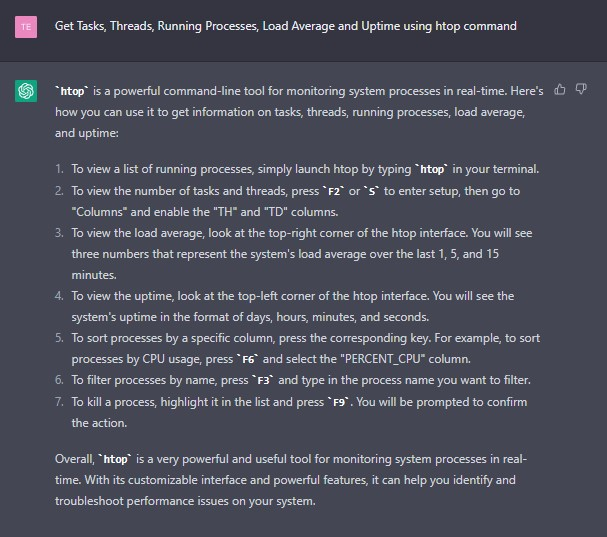 TE
Get Tasks, Threads, Running Processes, Load Average and Uptime using htop command
`htop` is a powerful command-line tool for monitoring system processes in real-time. Here's
how you can use it to get information on tasks, threads, running processes, load average,
and uptime:
1. To view a list of running processes, simply launch htop by typing `htop` in your terminal.
2. To view the number of tasks and threads, press `F2` or `S` to enter setup, then go to
"Columns" and enable the "TH" and "TD" columns.
3. To view the load average, look at the top-right corner of the htop interface. You will see
three numbers that represent the system's load average over the last 1, 5, and 15
minutes.
4. To view the uptime, look at the top-left corner of the htop interface. You will see the
system's uptime in the format of days, hours, minutes, and seconds.
5. To sort processes by a specific column, press the corresponding key. For example, to sort
processes by CPU usage, press `F6` and select the "PERCENT_CPU" column.
6. To filter processes by name, press `F3` and type in the process name you want to filter.
7. To kill a process, highlight it in the list and press `F9`. You will be prompted to confirm
the action.
Overall, `htop` is a very powerful and useful tool for monitoring system processes in real-
time. With its customizable interface and powerful features, it can help you identify and
troubleshoot performance issues on your system.